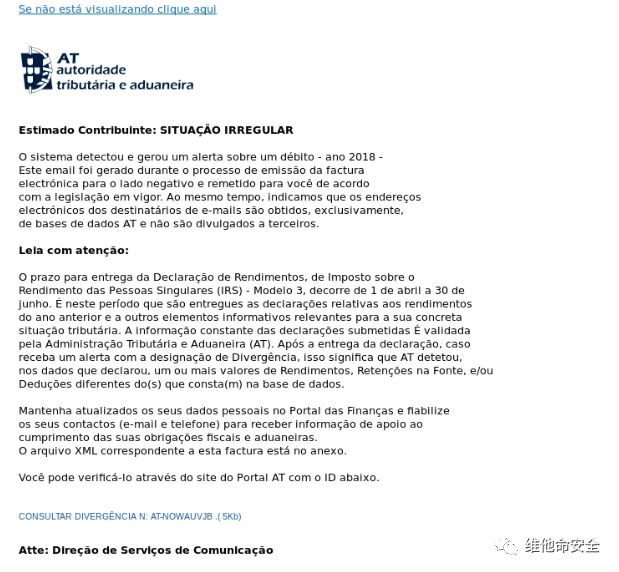 Se não está visualizando clique aqui
AT
autoridade
tributária e aduaneira
Estimado Contribuinte: SITUAÇÃO IRREGULAR
O sistema detectou e gerou um alerta sobre um débito - ano 2018 -
Este email foi gerado durante o processo de emissão da factura
electrónica para o lado negativo e remetido para você de acordo
com a legislação em vigor. Ao mesmo tempo, indicamos que os endereços
electrónicos dos destinatários de e-mails são obtidos, exclusivamente,
de bases de dados AT e não são divulgados a terceiros.
Leia com atenção:
O prazo para entrega da Declaração de Rendimentos, de Imposto sobre o
Rendimento das Pessoas Singulares (IRS) - Modelo 3, decorre de 1 de abril a 30 de
junho. É neste período que são entregues as declarações relativas aos rendimentos
do ano anterior e a outros elementos informativos relevantes para a sua concreta
situação tributária. A informação constante das declarações submetidas É validada
pela Administração Tributária e Aduaneira (AT). Após a entrega da declaração, caso
receba um alerta com a designação de Divergência, isso significa que AT detetou,
nos dados que declarou, um ou mais valores de Rendimentos, Retenções na Fonte, e/ou
Deduções diferentes do(s) que consta(m) na base de dados.
Mantenha atualizados os seus dados pessoais no Portal das Finanças e fiabilize
os seus contactos (e-mail e telefone) para receber informação de apoio ao
cumprimento das suas obrigações fiscais e aduaneiras.
O arquivo XML correspondente a esta factura está no anexo.
Você pode verificá-lo através do site do Portal AT com o ID abaixo.
CONSULTAR DIVERGÊNCIA N: AT-NOWAUVJB .( 5Kb)
Atte: Direção de Serviços de Comunicação
维他命安全